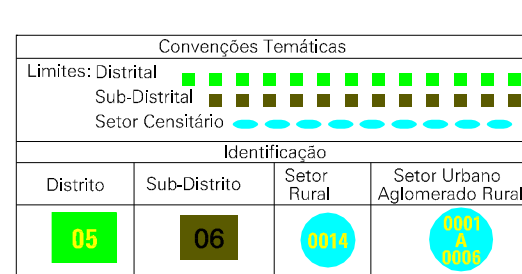 Convenções Temáticas
Limites: Distrital
Sub-Distrital
Setor Censitário
Identificação
Distrito
Sub-Distrito
Setor
Rural
Setor Urbano
Aglomerado Rural
05
06
0014
0001
A
0006